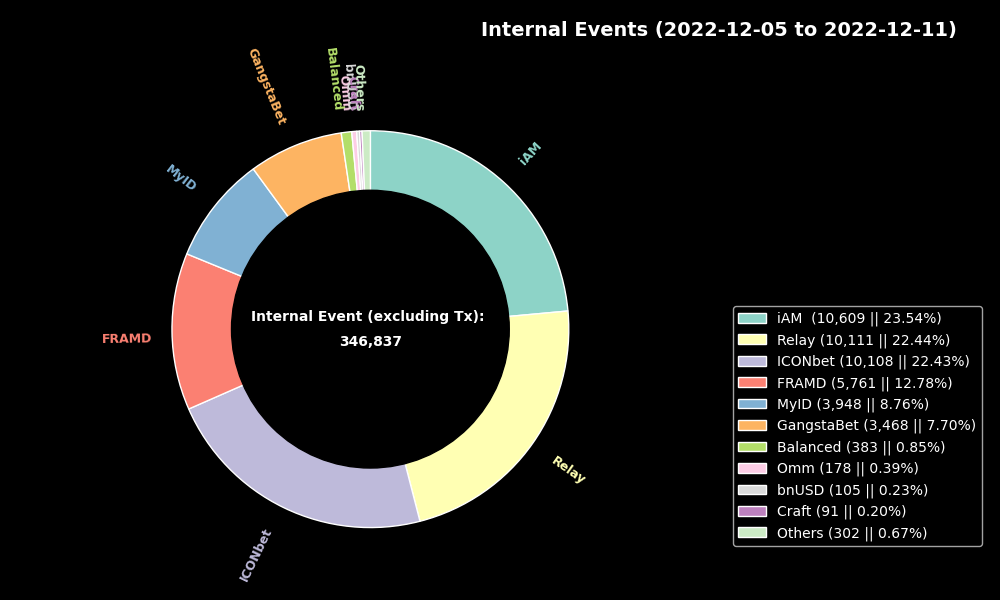 Internal Events (2022-12-05 to 2022-12-11)
GangstaBet
Balanced
Omm
bnUSD
Craft
Others
iAM
MyID
FRAMD
Internal Event (excluding Tx):
346,837
Relay
ICONbet
iAM (10,609 || 23.54%)
Relay (10,111 || 22.44%)
ICONbet (10,108 || 22.43%)
FRAMD (5,761 || 12.78%)
MyID (3,948 || 8.76%)
GangstaBet (3,468 || 7.70%)
Balanced (383 || 0.85%)
Omm (178 || 0.39%)
bnUSD (105 || 0.23%)
Craft (91 || 0.20%)
Others (302 || 0.67%)